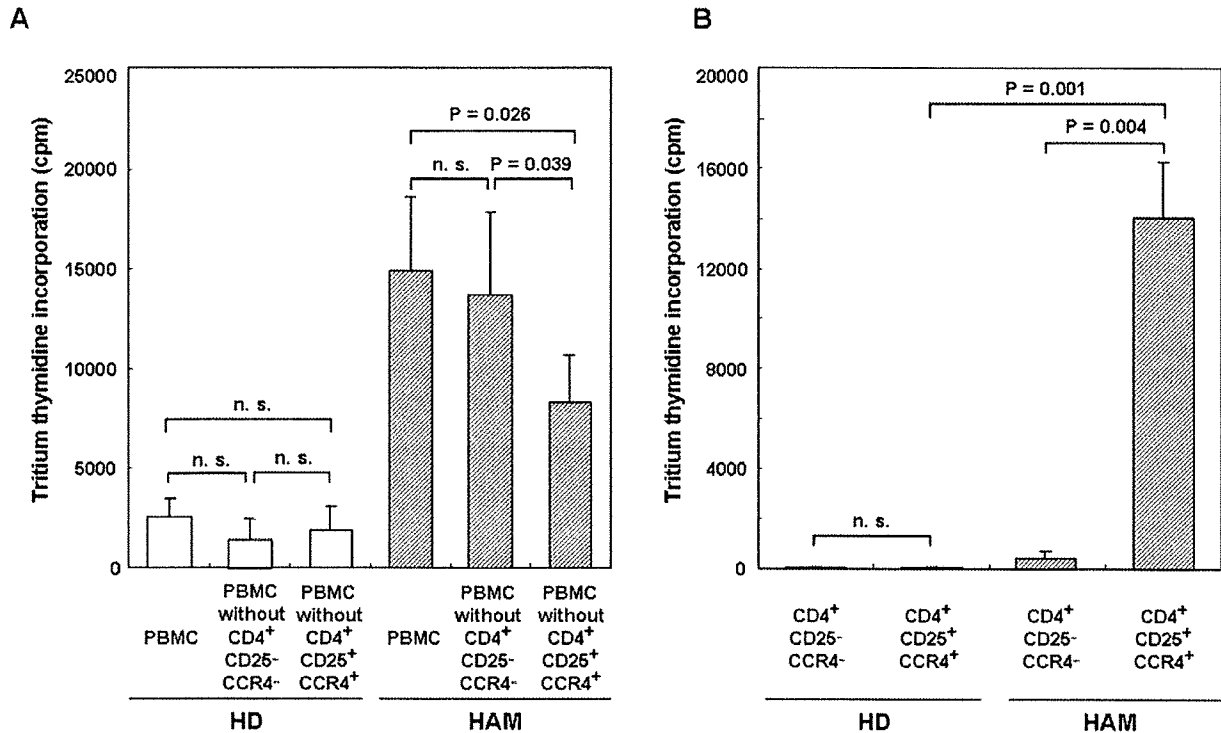 A
Tritium thymidine incorporation (cpm)
25000
20000
15000
10000
5000
0
P = 0.026
n. s.
P = 0.039
n. s.
n. s.
n. s.
PBMC
PBMC without CD4⁺ CD25- CCR4-
PBMC without CD4⁺ CD25⁺ CCR4⁺
PBMC
PBMC without CD4⁺ CD25- CCR4-
PBMC without CD4⁺ CD25⁺ CCR4⁺
HD
HAM
B
Tritium thymidine incorporation (cpm)
20000
16000
12000
8000
4000
0
P = 0.001
P = 0.004
n. s.
CD4⁺ CD25- CCR4-
CD4⁺ CD25⁺ CCR4⁺
CD4⁺ CD25- CCR4-
CD4⁺ CD25⁺ CCR4⁺
HD
HAM